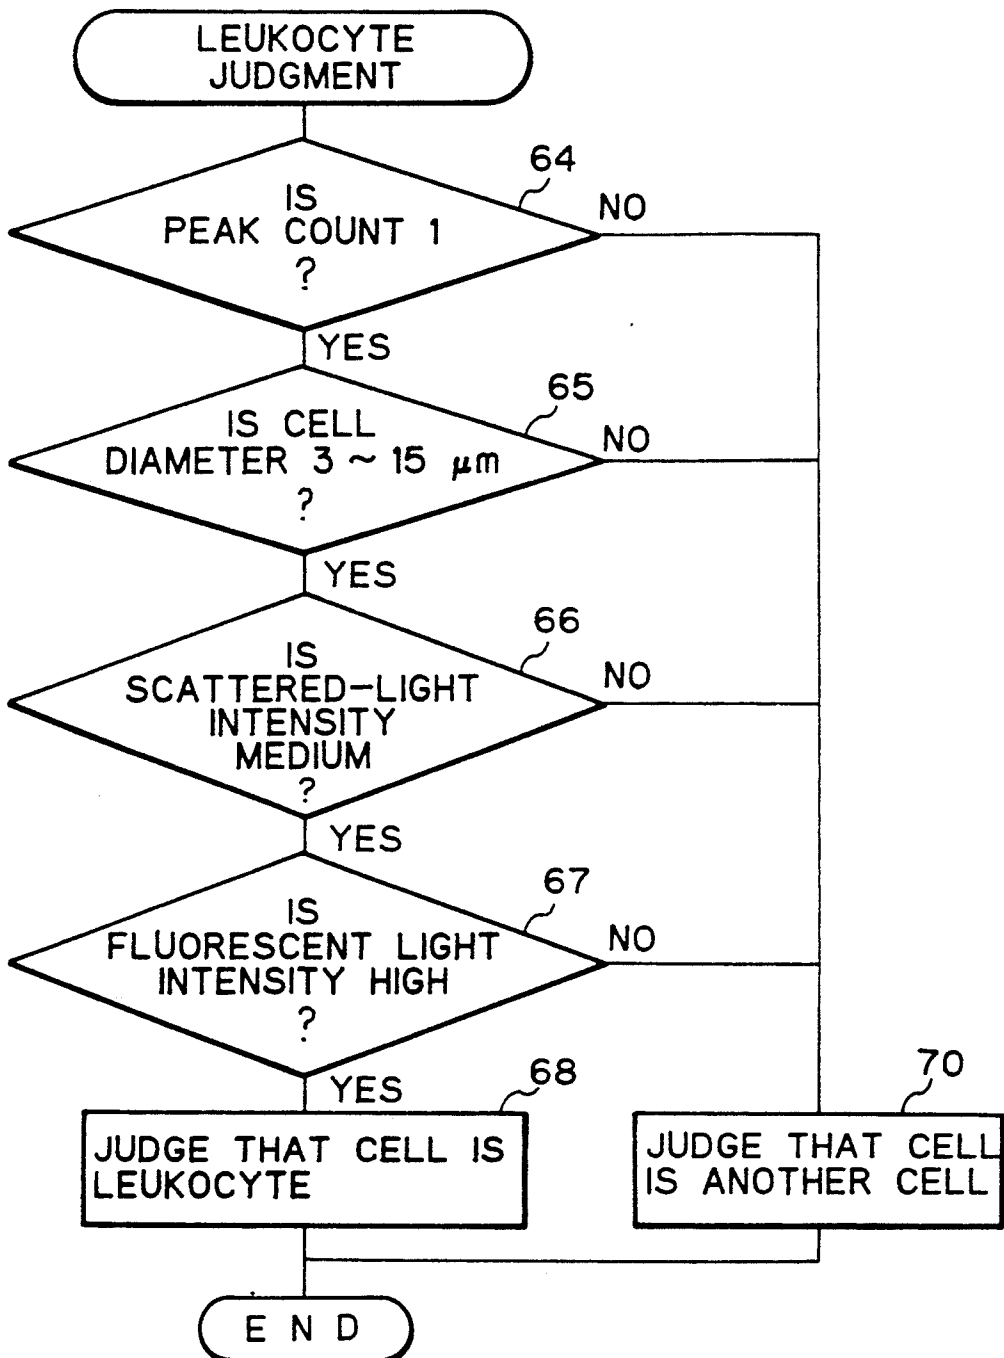 LEUKOCYTE
JUDGMENT
64
IS
PEAK COUNT 1
?
NO
YES
65
IS CELL
DIAMETER 3 ~ 15 μm
?
NO
YES
66
IS
SCATTERED-LIGHT
INTENSITY
MEDIUM
?
NO
YES
67
IS
FLUORESCENT LIGHT
INTENSITY HIGH
?
NO
YES
68
JUDGE THAT CELL IS
LEUKOCYTE
70
JUDGE THAT CELL
IS ANOTHER CELL
END